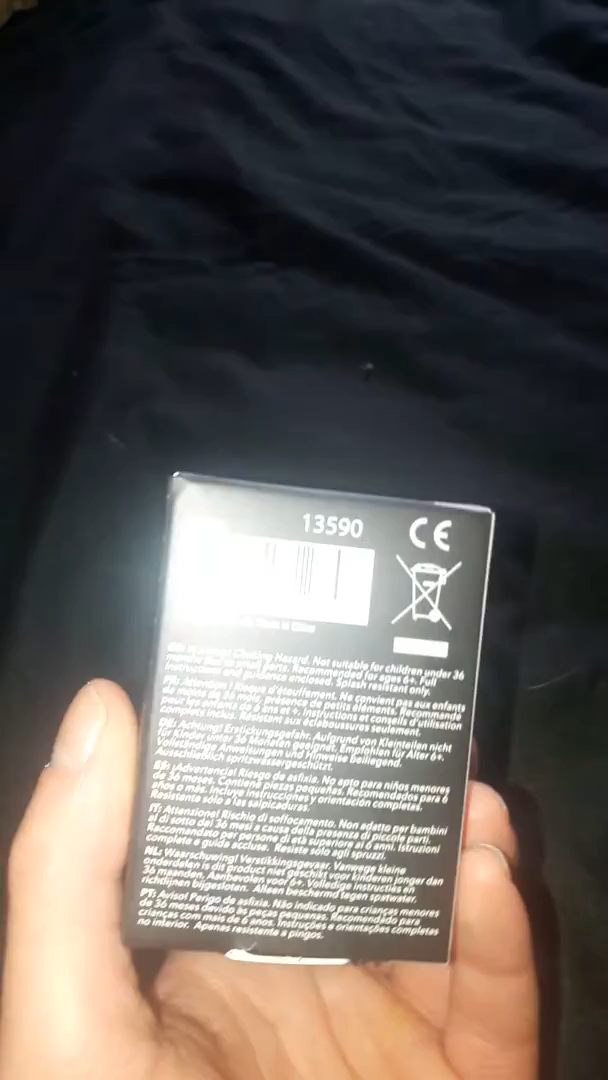 13590
CE
Made in China
Warning! Choking Hazard. Not suitable for children under 36
months due to small parts. Recommended for ages 6+. Full
instructions and guidance enclosed. Splash resistant only.
FR: Attention! Risque d'étouffement. Ne convient pas aux enfants
de moins de 36 mois, présence de petits éléments. Recommandé
pour les enfants de 6 ans et +. Instructions et conseils d'utilisation
complets inclus. Résistant aux éclaboussures seulement.
DE: Achtung! Erstickungsgefahr. Aufgrund von Kleinteilen nicht
für Kinder unter 36 Monaten geeignet. Empfohlen für Alter 6+.
Vollständige Anweisungen und Hinweise beiliegend.
Ausschließlich spritzwassergeschützt.
ES: ¡Advertencia! Riesgo de asfixia. No apto para niños menores
de 36 meses. Contiene piezas pequeñas. Recomendados para 6
años o más. Incluye instrucciones y orientación completas.
Resistente sólo a las salpicaduras.
IT: Attenzione! Rischio di soffocamento. Non adatto per bambini
al di sotto dei 36 mesi a causa della presenza di piccole parti.
Raccomandato per persone di età superiore ai 6 anni. Istruzioni
complete e guida accluse. Resiste solo agli spruzzi.
NL: Waarschuwing! Verstikkingsgevaar. Vanwege kleine
onderdelen is dit product niet geschikt voor kinderen jonger dan
36 maanden. Aanbevolen voor 6+. Volledige instructies en
richtlijnen bijgesloten. Alleen beschermd tegen spatwater.
PT: Aviso! Perigo de asfixia. Não indicado para crianças menores
de 36 meses devido às peças pequenas. Recomendado para
crianças com mais de 6 anos. Instruções e orientações completas
no interior. Apenas resistente a pingos.